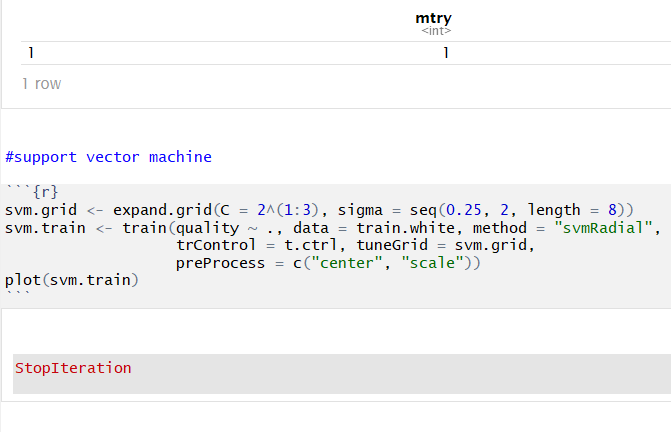 mtry
<int>
1 1
1 row
#support vector machine
```{r}
svm.grid <- expand.grid(C = 2^(1:3), sigma = seq(0.25, 2, length = 8))
svm.train <- train(quality ~ ., data = train.white, method = "svmRadial",
trControl = t.ctrl, tuneGrid = svm.grid,
preProcess = c("center", "scale"))
plot(svm.train)
```
StopIteration